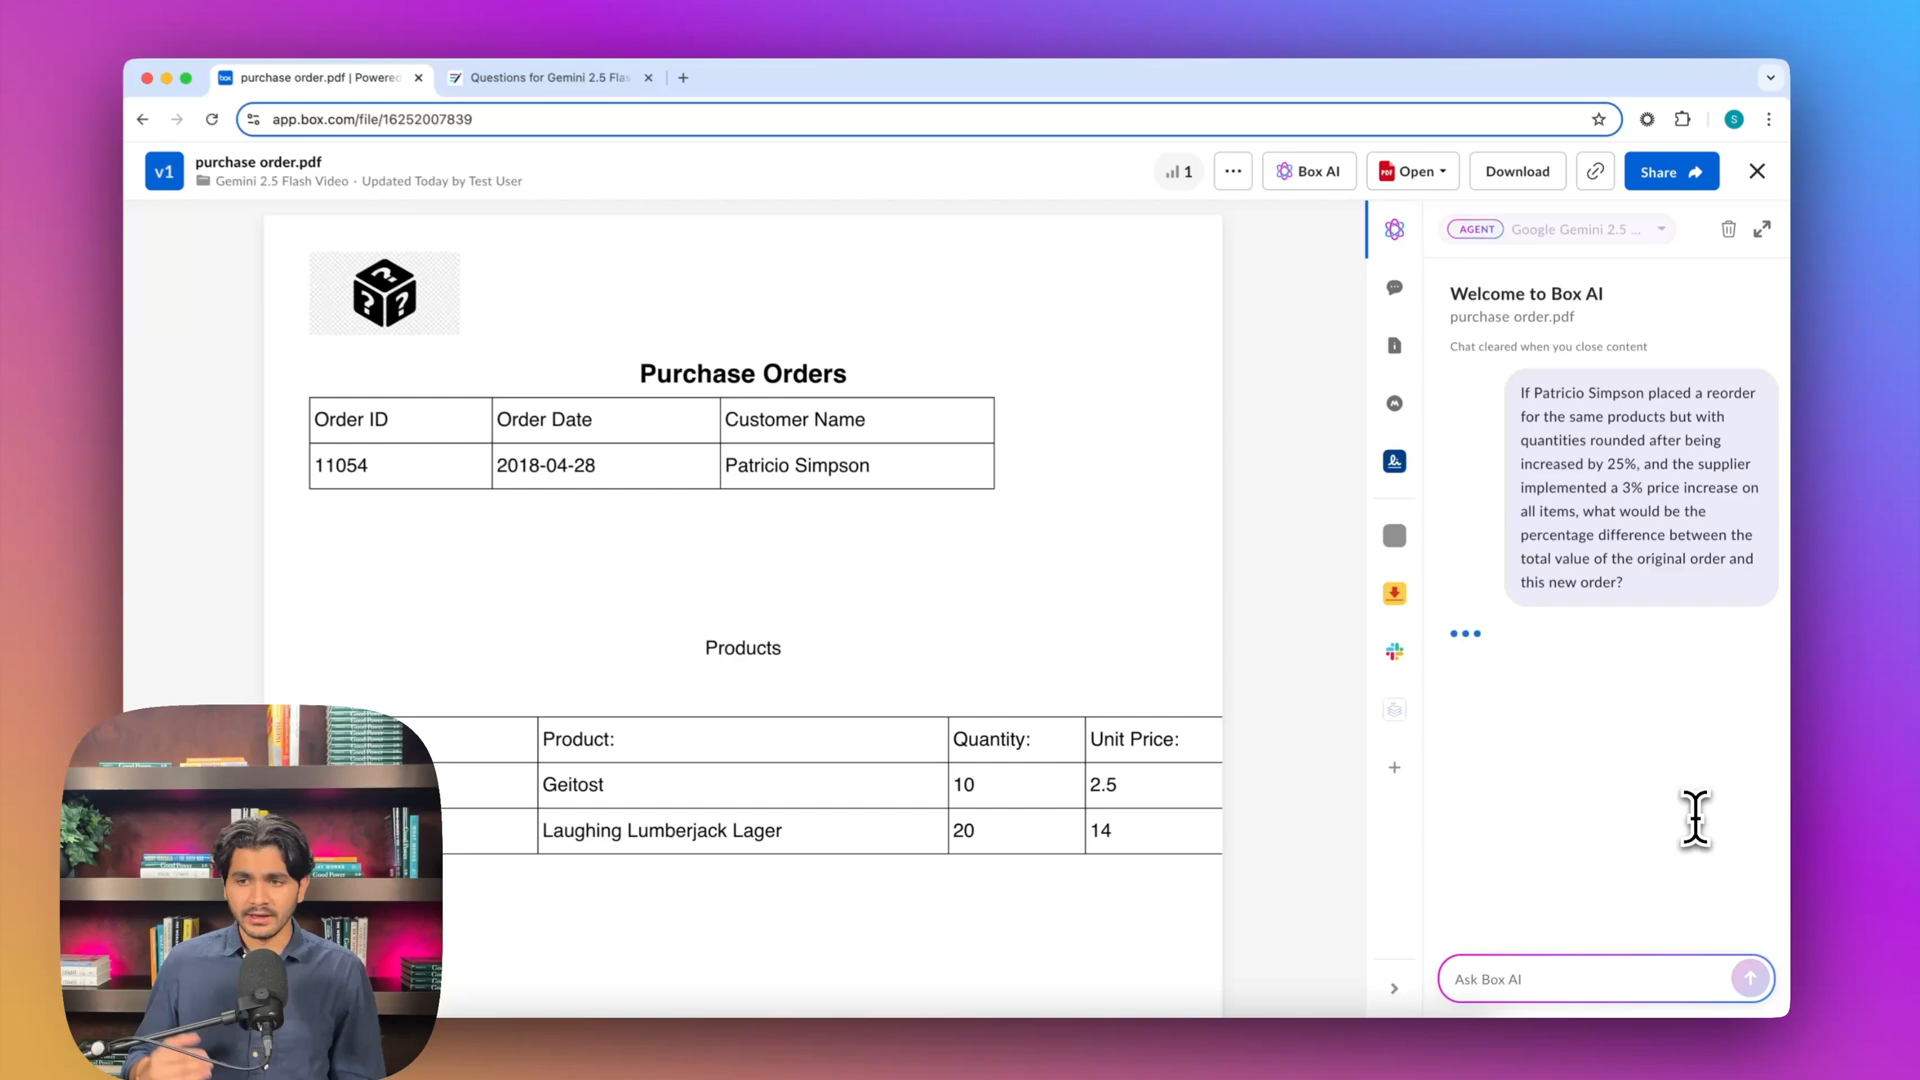 purchase order.pdf | Powered
Questions for Gemini 2.5 Flas
app.box.com/file/16252007839
S
v1
purchase order.pdf
Gemini 2.5 Flash Video · Updated Today by Test User
1
Box AI
PDF
Open
Download
Share
AGENT
Google Gemini 2.5 ...
Welcome to Box AI
purchase order.pdf
Chat cleared when you close content
If Patricio Simpson placed a reorder
for the same products but with
quantities rounded after being
increased by 25%, and the supplier
implemented a 3% price increase on
all items, what would be the
percentage difference between the
total value of the original order and
this new order?
Ask Box AI
? ? ?
Purchase Orders
Order ID Order Date Customer Name
11054 2018-04-28 Patricio Simpson
Products
Product: Quantity: Unit Price:
Geitost 10 2.5
Laughing Lumberjack Lager 20 14
Good Power
Good Power